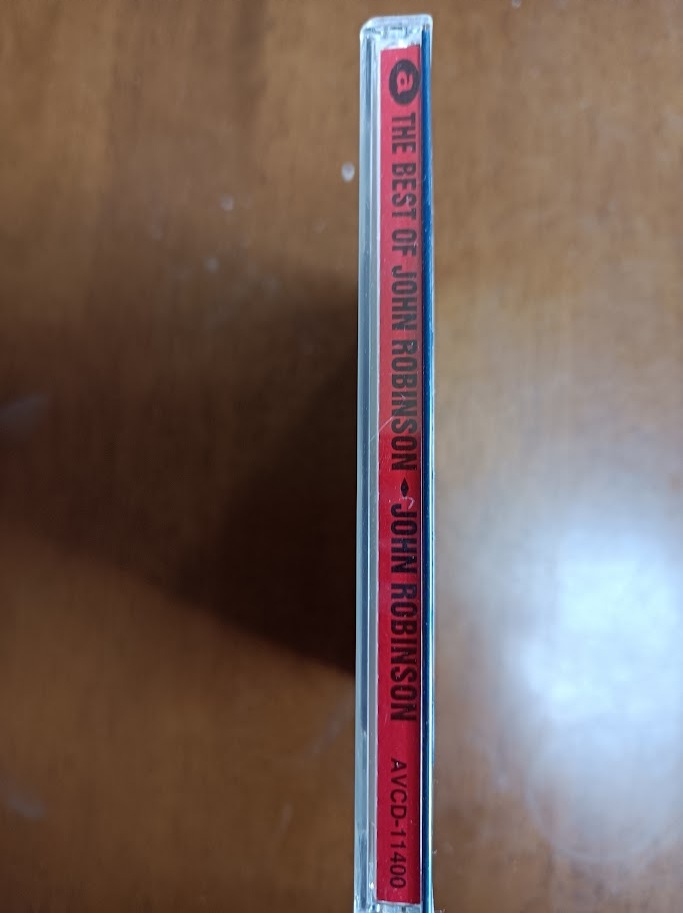 a THE BEST OF JOHN ROBINSON ♦ JOHN ROBINSON AVCD-11400